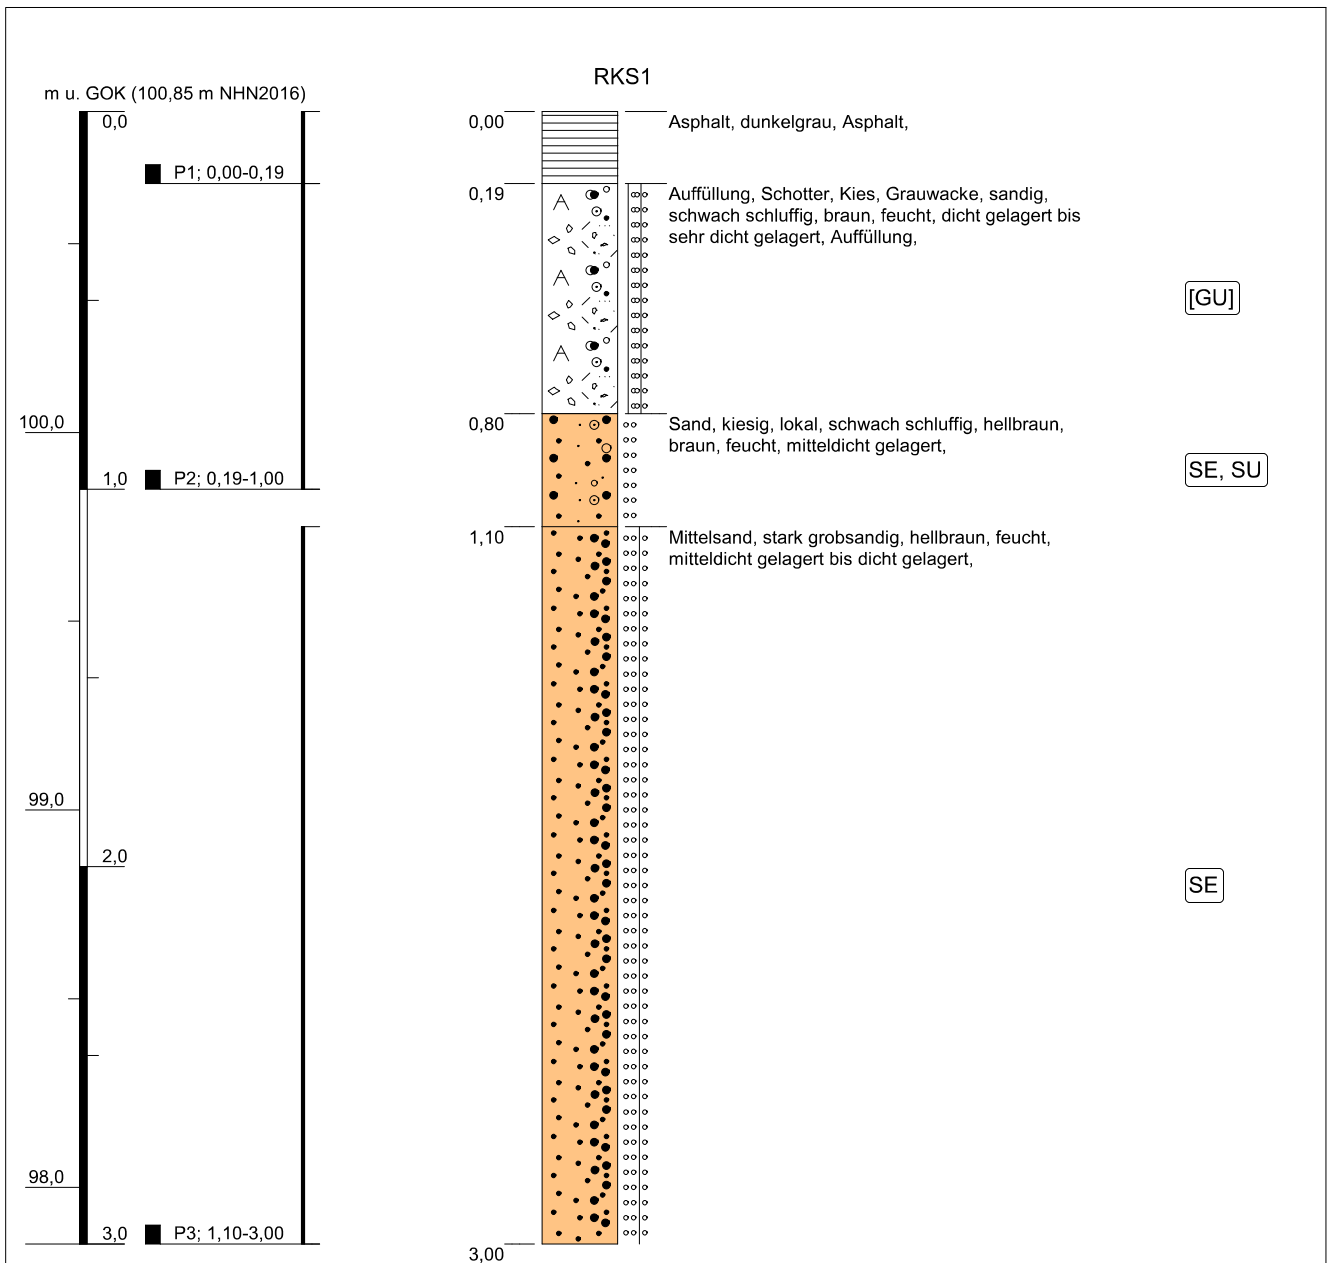 RKS1
m u. GOK (100,85 m NHN2016)
0,0
0,00
Asphalt, dunkelgrau, Asphalt,
P1; 0,00-0,19
0,19
Auffüllung, Schotter, Kies, Grauwacke, sandig,
schwach schluffig, braun, feucht, dicht gelagert bis
sehr dicht gelagert, Auffüllung,
[GU]
100,0
0,80
Sand, kiesig, lokal, schwach schluffig, hellbraun,
braun, feucht, mitteldicht gelagert,
SE, SU
1,0
P2; 0,19-1,00
1,10
Mittelsand, stark grobsandig, hellbraun, feucht,
mitteldicht gelagert bis dicht gelagert,
99,0
2,0
SE
98,0
3,0
P3; 1,10-3,00
3,00